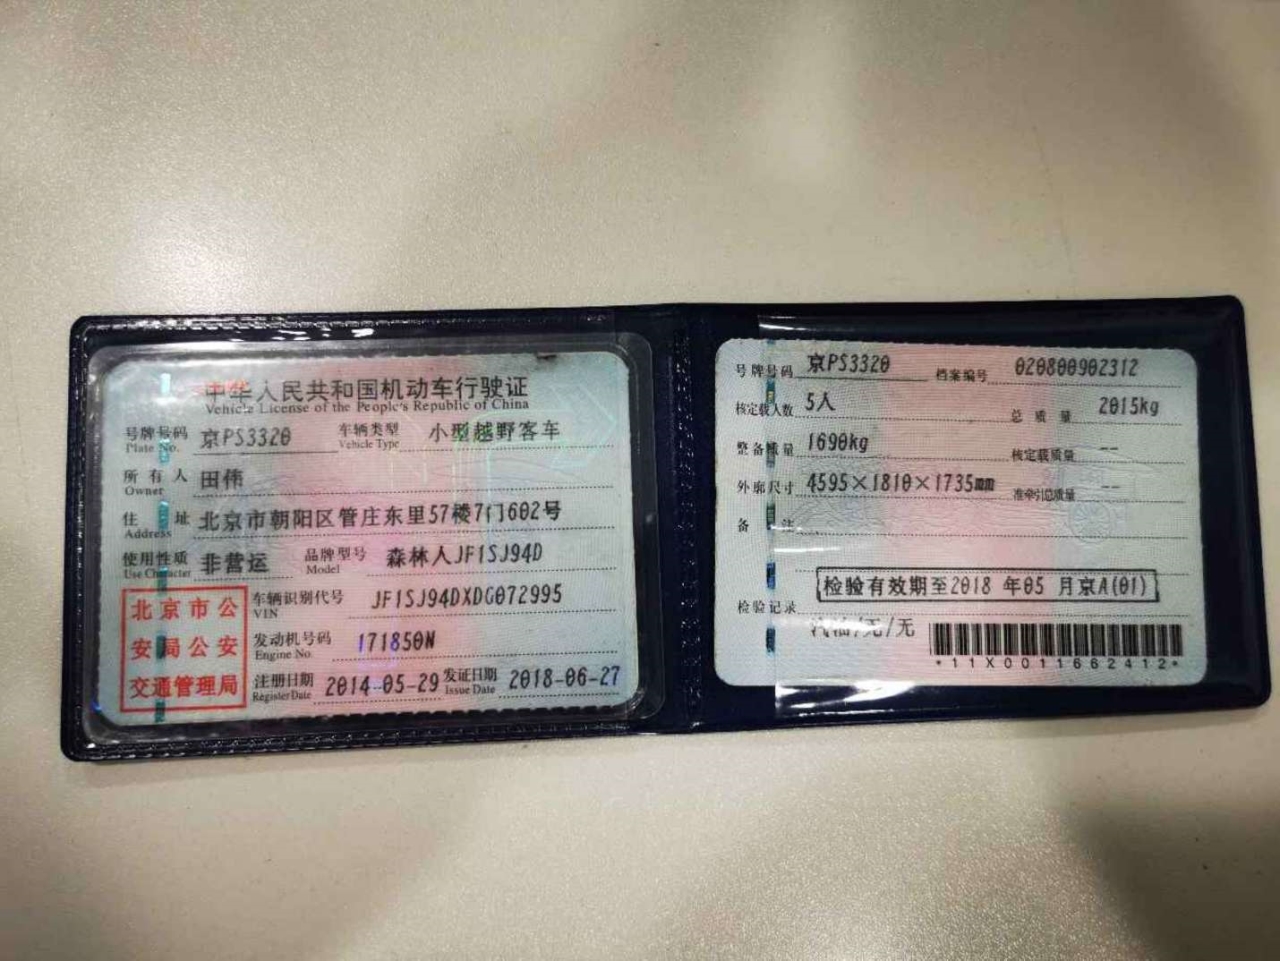 中华人民共和国机动车行驶证
Vehicle License of the People's Republic of China
号牌号码 京PS3320 车辆类型 小型越野客车
Plate No. Vehicle Type
所有人 田伟
Owner
住址 北京市朝阳区管庄东里57楼7门602号
Address
使用性质 非营运 品牌型号 森林人JF1SJ94D
Use Character Model
北京市公安局公安交通管理局
车辆识别代号 JF1SJ94DXDG072995
VIN
发动机号码 171850N
Engine No.
注册日期 2014-05-29 发证日期 2018-06-27
Register Date Issue Date
号牌号码 京PS3320 档案编号 020800902312
核定载人数 5人 总质量 2015kg
整备质量 1690kg 核定载质量 --
外廓尺寸 4595×1810×1735mm 准牵引总质量 --
备注
检验有效期至2018 年05 月京A(01)
检验记录
汽油/无/无
*11X0011662412*